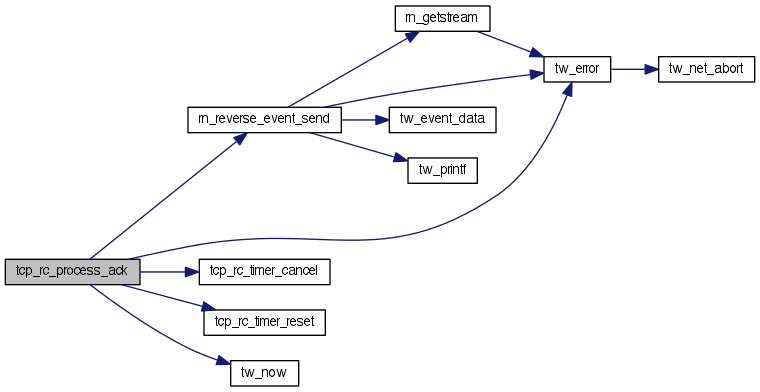 rn_getstream
tw_error
tw_net_abort
rn_reverse_event_send
tw_event_data
tw_printf
tcp_rc_process_ack
tcp_rc_timer_cancel
tcp_rc_timer_reset
tw_now